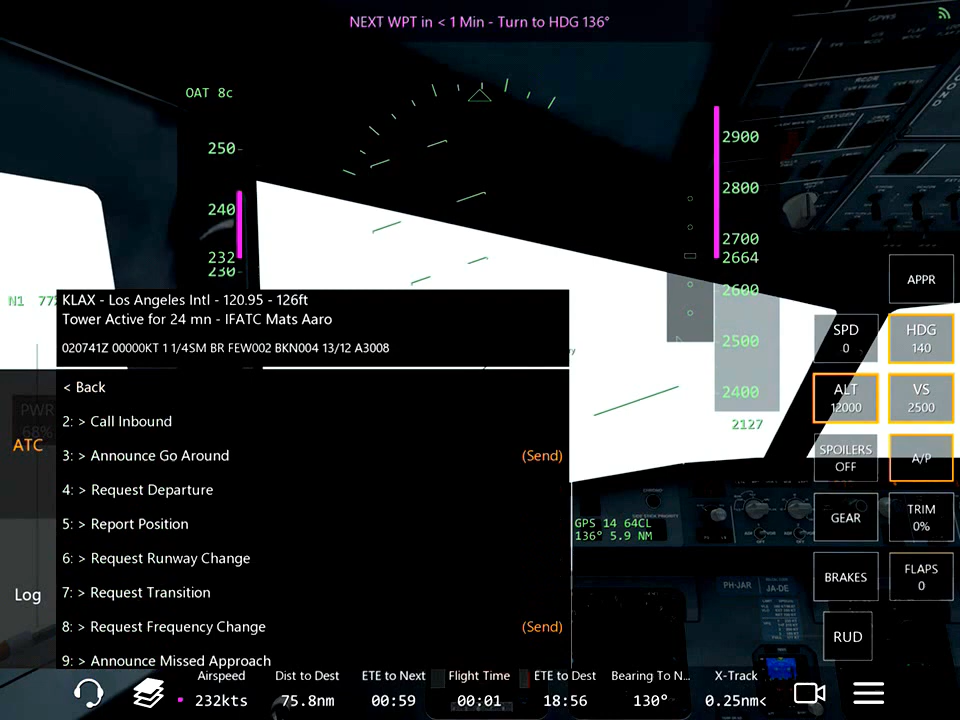 NEXT WPT in < 1 Min - Turn to HDG 136°
OAT 8c
250
240
232
230
2900
2800
2700
2664
2600
2500
2400
2127
N1
KLAX - Los Angeles Intl - 120.95 - 126ft
Tower Active for 24 mn - IFATC Mats Aaro
020741Z 00000KT 1 1/4SM BR FEW002 BKN004 13/12 A3008
< Back
2: > Call Inbound
3: > Announce Go Around (Send)
4: > Request Departure
5: > Report Position
6: > Request Runway Change
7: > Request Transition
8: > Request Frequency Change (Send)
9: > Announce Missed Approach
PWR
68%
ATC
Log
APPR
SPD
0
HDG
140
ALT
12000
VS
2500
SPOILERS
OFF
A/P
GEAR
TRIM
0%
BRAKES
FLAPS
0
RUD
GPS 14 64CL
136° 5.9 NM
PH-JAR
JA-DE
Airspeed
232kts
Dist to Dest
75.8nm
ETE to Next
00:59
Flight Time
00:01
ETE to Dest
18:56
Bearing To N...
130°
X-Track
0.25nm<